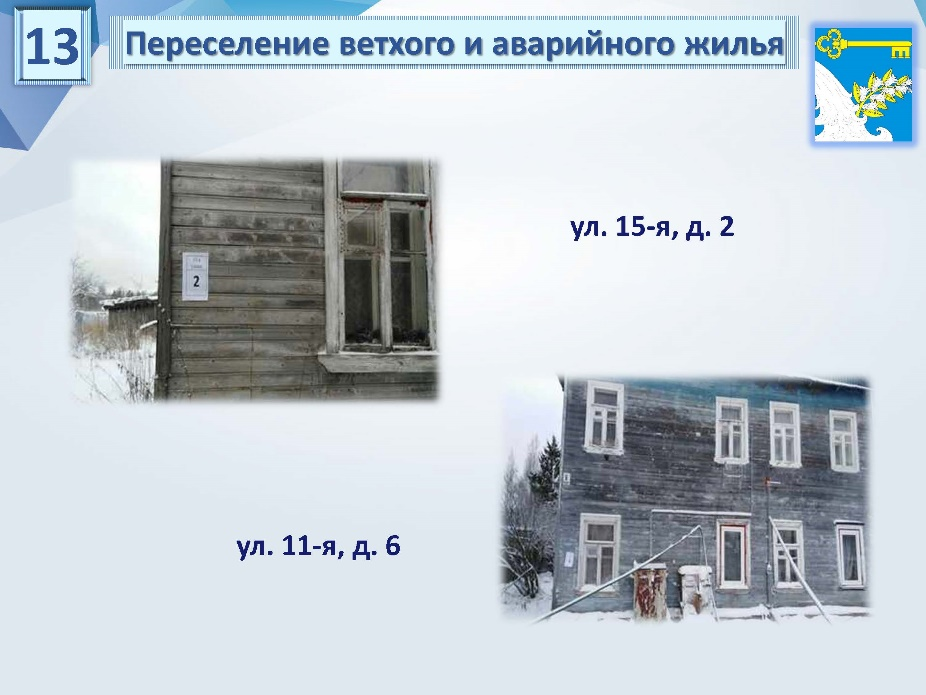 13
Переселение ветхого и аварийного жилья
2
ул. 15-я, д. 2
ул. 11-я, д. 6